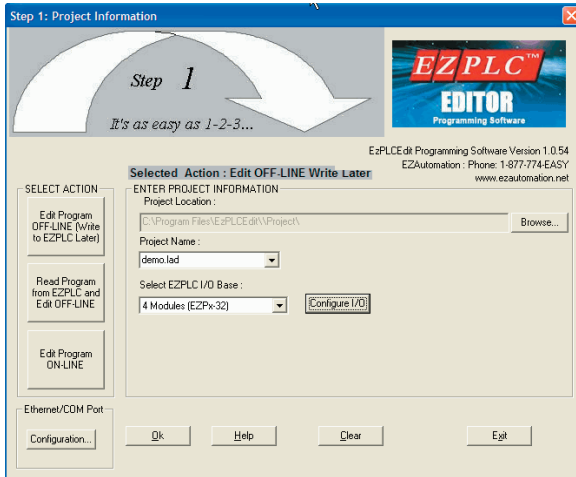 Step 1: Project Information
Step 1
It's as easy as 1-2-3...
EZPLC™
EDITOR
Programming Software
EzPLCEdit Programming Software Version 1.0.54
EZAutomation : Phone: 1-877-774-EASY
www.ezautomation.net
Selected Action : Edit OFF-LINE Write Later
SELECT ACTION
Edit Program
OFF-LINE (Write
to EZPLC Later)
Read Program
from EZPLC and
Edit OFF-LINE
Edit Program
ON-LINE
ENTER PROJECT INFORMATION
Project Location :
C:\Program Files\EzPLCEdit\\Project\
Browse...
Project Name :
demo.lad
Select EZPLC I/O Base :
4 Modules (EZPx-32)
Configure I/O
Ethernet/COM Port
Configuration...
Ok
Help
Clear
Exit